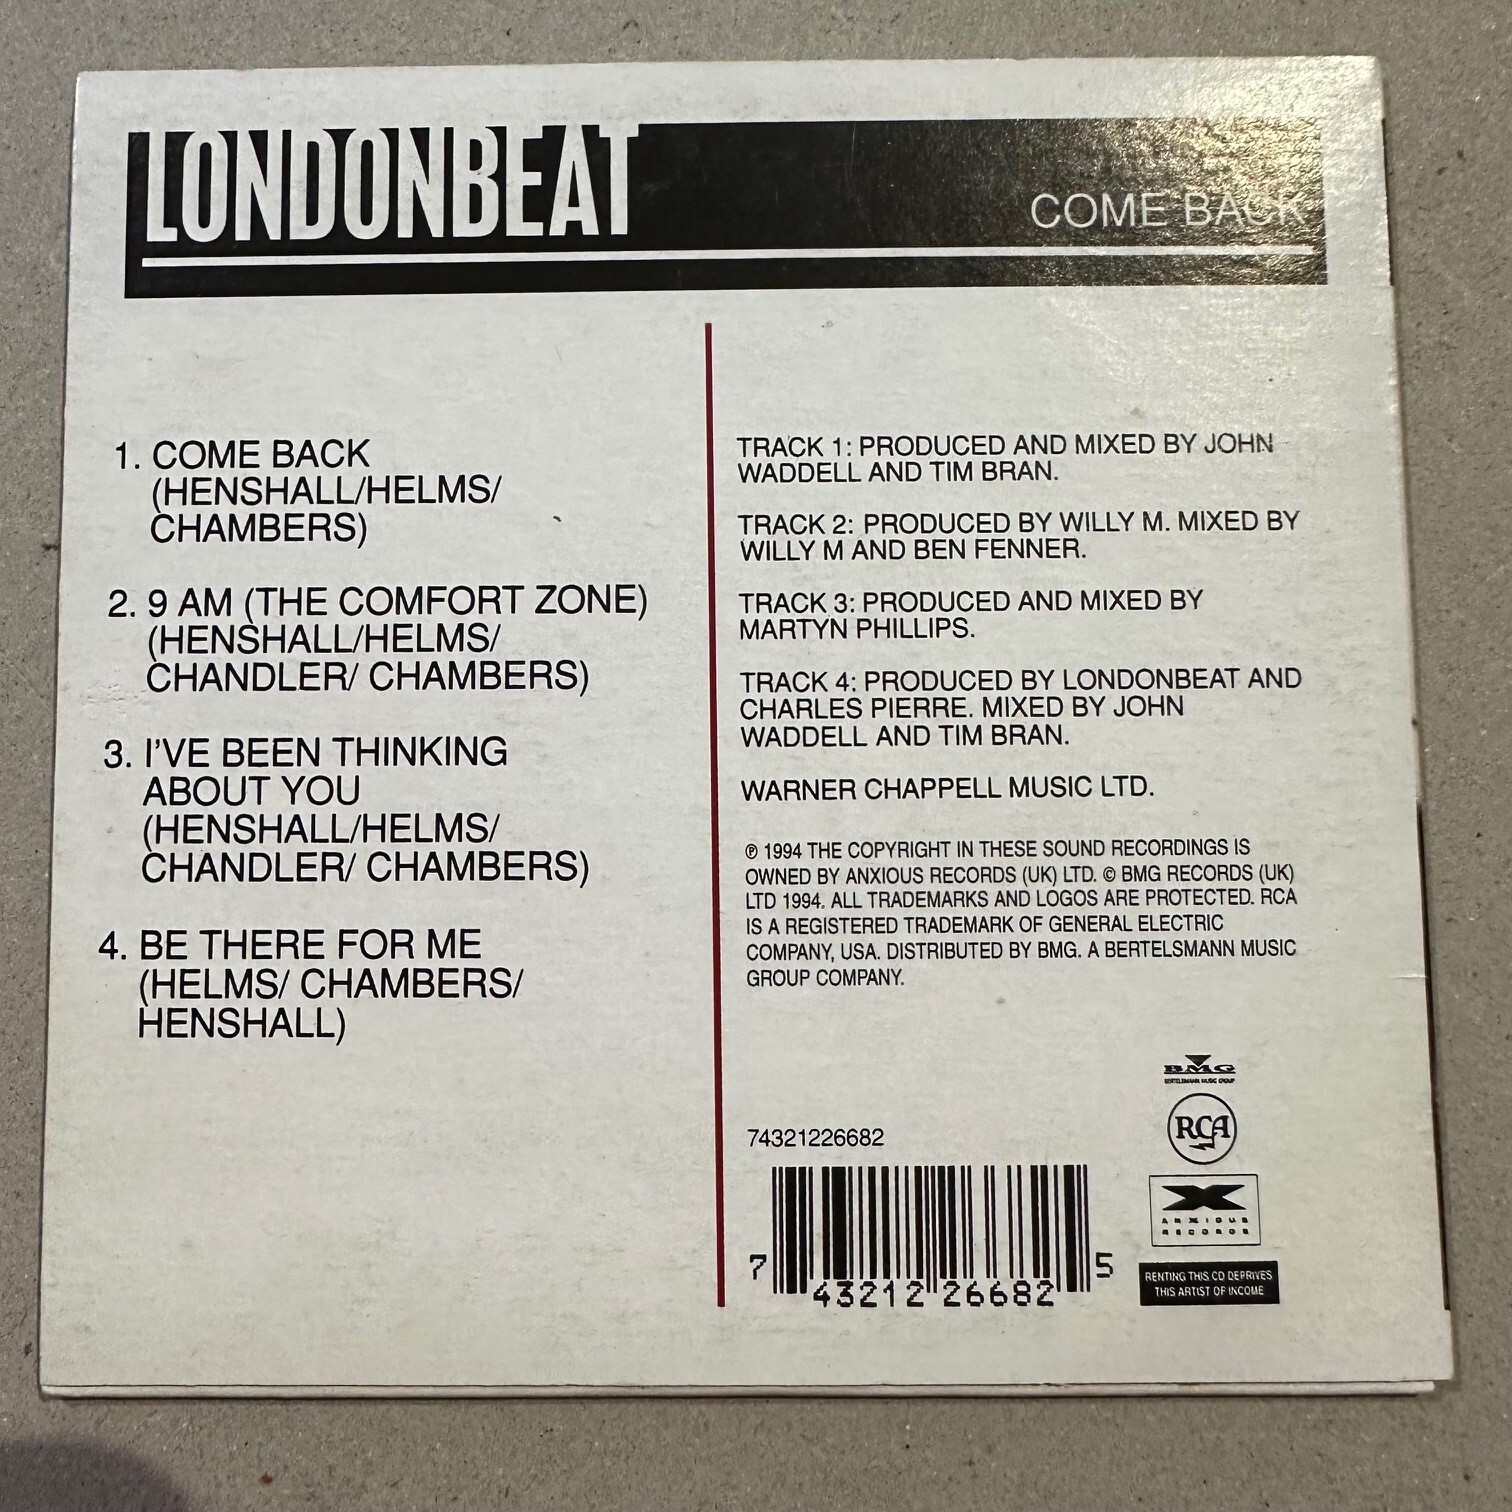 LONDONBEAT
COME BACK
1. COME BACK
(HENSHALL/HELMS/
CHAMBERS)
2. 9 AM (THE COMFORT ZONE)
(HENSHALL/HELMS/
CHANDLER/ CHAMBERS)
3. I'VE BEEN THINKING
ABOUT YOU
(HENSHALL/HELMS/
CHANDLER/ CHAMBERS)
4. BE THERE FOR ME
(HELMS/ CHAMBERS/
HENSHALL)
TRACK 1: PRODUCED AND MIXED BY JOHN
WADDELL AND TIM BRAN.
TRACK 2: PRODUCED BY WILLY M. MIXED BY
WILLY M AND BEN FENNER.
TRACK 3: PRODUCED AND MIXED BY
MARTYN PHILLIPS.
TRACK 4: PRODUCED BY LONDONBEAT AND
CHARLES PIERRE. MIXED BY JOHN
WADDELL AND TIM BRAN.
WARNER CHAPPELL MUSIC LTD.
℗ 1994 THE COPYRIGHT IN THESE SOUND RECORDINGS IS
OWNED BY ANXIOUS RECORDS (UK) LTD. © BMG RECORDS (UK)
LTD 1994. ALL TRADEMARKS AND LOGOS ARE PROTECTED. RCA
IS A REGISTERED TRADEMARK OF GENERAL ELECTRIC
COMPANY, USA. DISTRIBUTED BY BMG. A BERTELSMANN MUSIC
GROUP COMPANY.
BMG
BERTELSMANN MUSIC GROUP
RCA
X
ANXIOUS
RECORDS
74321226682
7 43212 26682 5
RENTING THIS CD DEPRIVES
THIS ARTIST OF INCOME